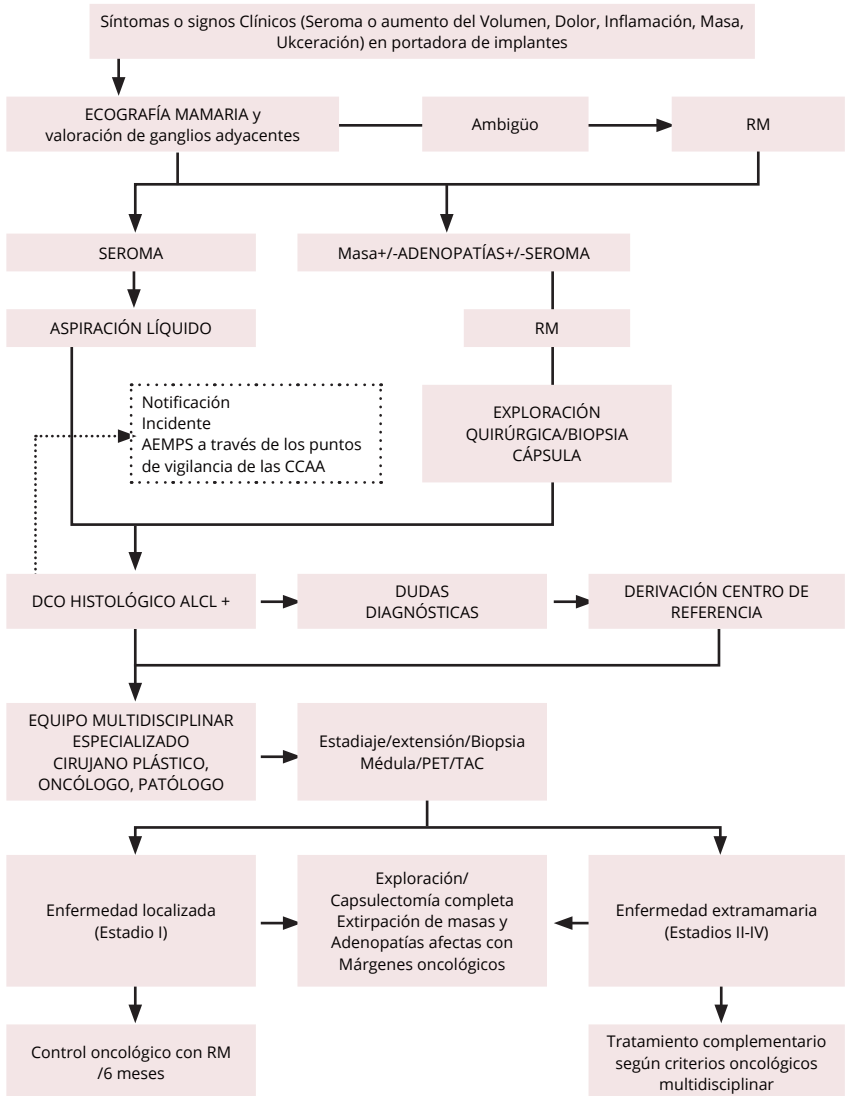 Síntomas o signos Clínicos (Seroma o aumento del Volumen, Dolor, Inflamación, Masa,
Ukceración) en portadora de implantes
ECOGRAFÍA MAMARIA y
valoración de ganglios adyacentes
Ambigüo
RM
SEROMA
Masa+/-ADENOPATÍAS+/-SEROMA
ASPIRACIÓN LÍQUIDO
RM
Notificación
Incidente
AEMPS a través de los puntos
de vigilancia de las CCAA
EXPLORACIÓN
QUIRÚRGICA/BIOPSIA
CÁPSULA
DCO HISTOLÓGICO ALCL +
DUDAS
DIAGNÓSTICAS
DERIVACIÓN CENTRO DE
REFERENCIA
EQUIPO MULTIDISCIPLINAR
ESPECIALIZADO
CIRUJANO PLÁSTICO,
ONCÓLOGO, PATÓLOGO
Estadiaje/extensión/Biopsia
Médula/PET/TAC
Enfermedad localizada
(Estadio I)
Exploración/
Capsulectomía completa
Extirpación de masas y
Adenopatías afectas con
Márgenes oncológicos
Enfermedad extramamaria
(Estadios II-IV)
Control oncológico con RM
/6 meses
Tratamiento complementario
según criterios oncológicos
multidisciplinar